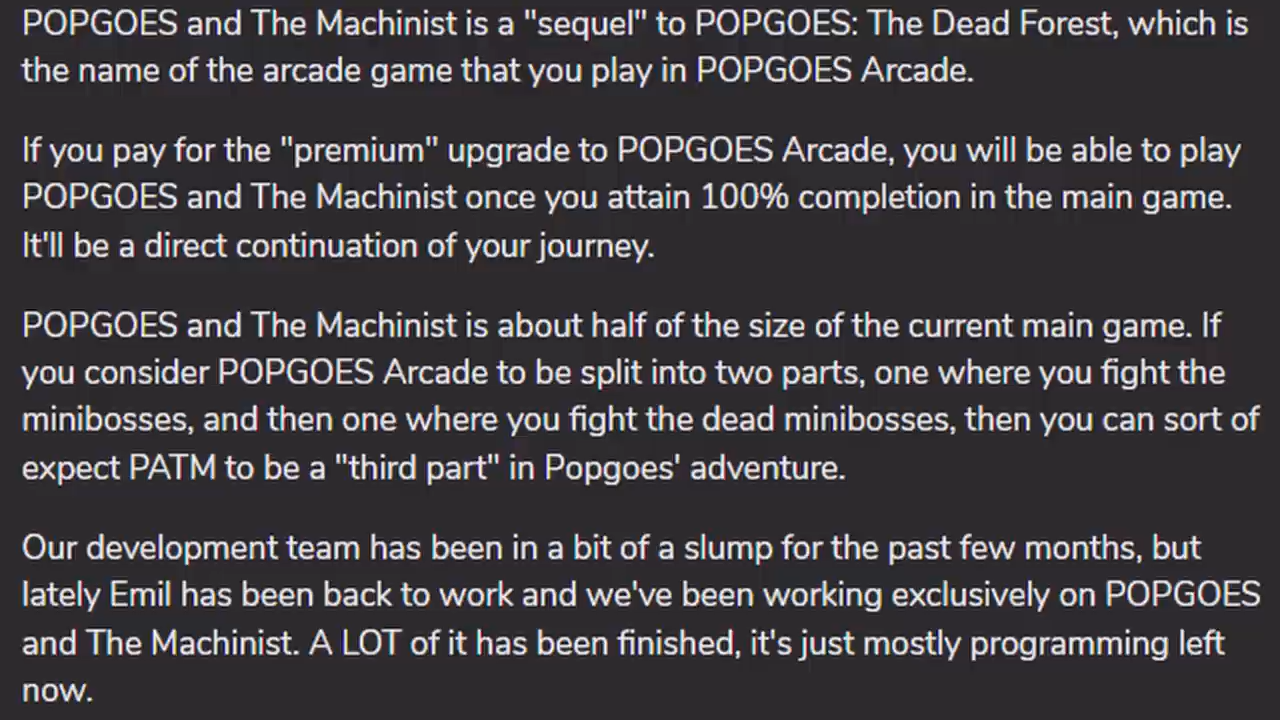 POPGOES and The Machinist is a "sequel" to POPGOES: The Dead Forest, which is
the name of the arcade game that you play in POPGOES Arcade.
If you pay for the "premium" upgrade to POPGOES Arcade, you will be able to play
POPGOES and The Machinist once you attain 100% completion in the main game.
It'll be a direct continuation of your journey.
POPGOES and The Machinist is about half of the size of the current main game. If
you consider POPGOES Arcade to be split into two parts, one where you fight the
minibosses, and then one where you fight the dead minibosses, then you can sort of
expect PATM to be a "third part" in Popgoes' adventure.
Our development team has been in a bit of a slump for the past few months, but
lately Emil has been back to work and we've been working exclusively on POPGOES
and The Machinist. A LOT of it has been finished, it's just mostly programming left
now.